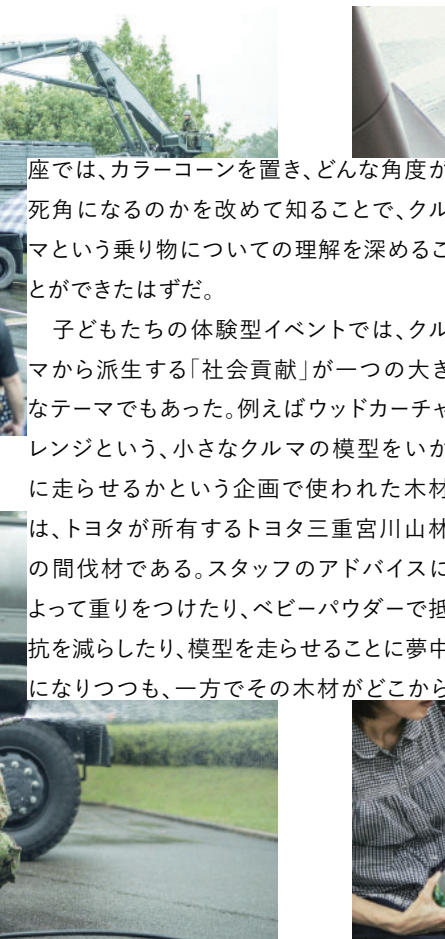 座では、カラーコーンを置き、どんな角度が
死角になるのかを改めて知ることで、クル
マという乗り物についての理解を深めるこ
とができたはずだ。
　子どもたちの体験型イベントでは、クル
マから派生する「社会貢献」が一つの大き
なテーマでもあった。例えばウッドカーチャ
レンジという、小さなクルマの模型をいか
に走らせるかという企画で使われた木材
は、トヨタが所有するトヨタ三重宮川山林
の間伐材である。スタッフのアドバイスに
よって重りをつけたり、ベビーパウダーで抵
抗を減らしたり、模型を走らせることに夢中
になりつつも、一方でその木材がどこから